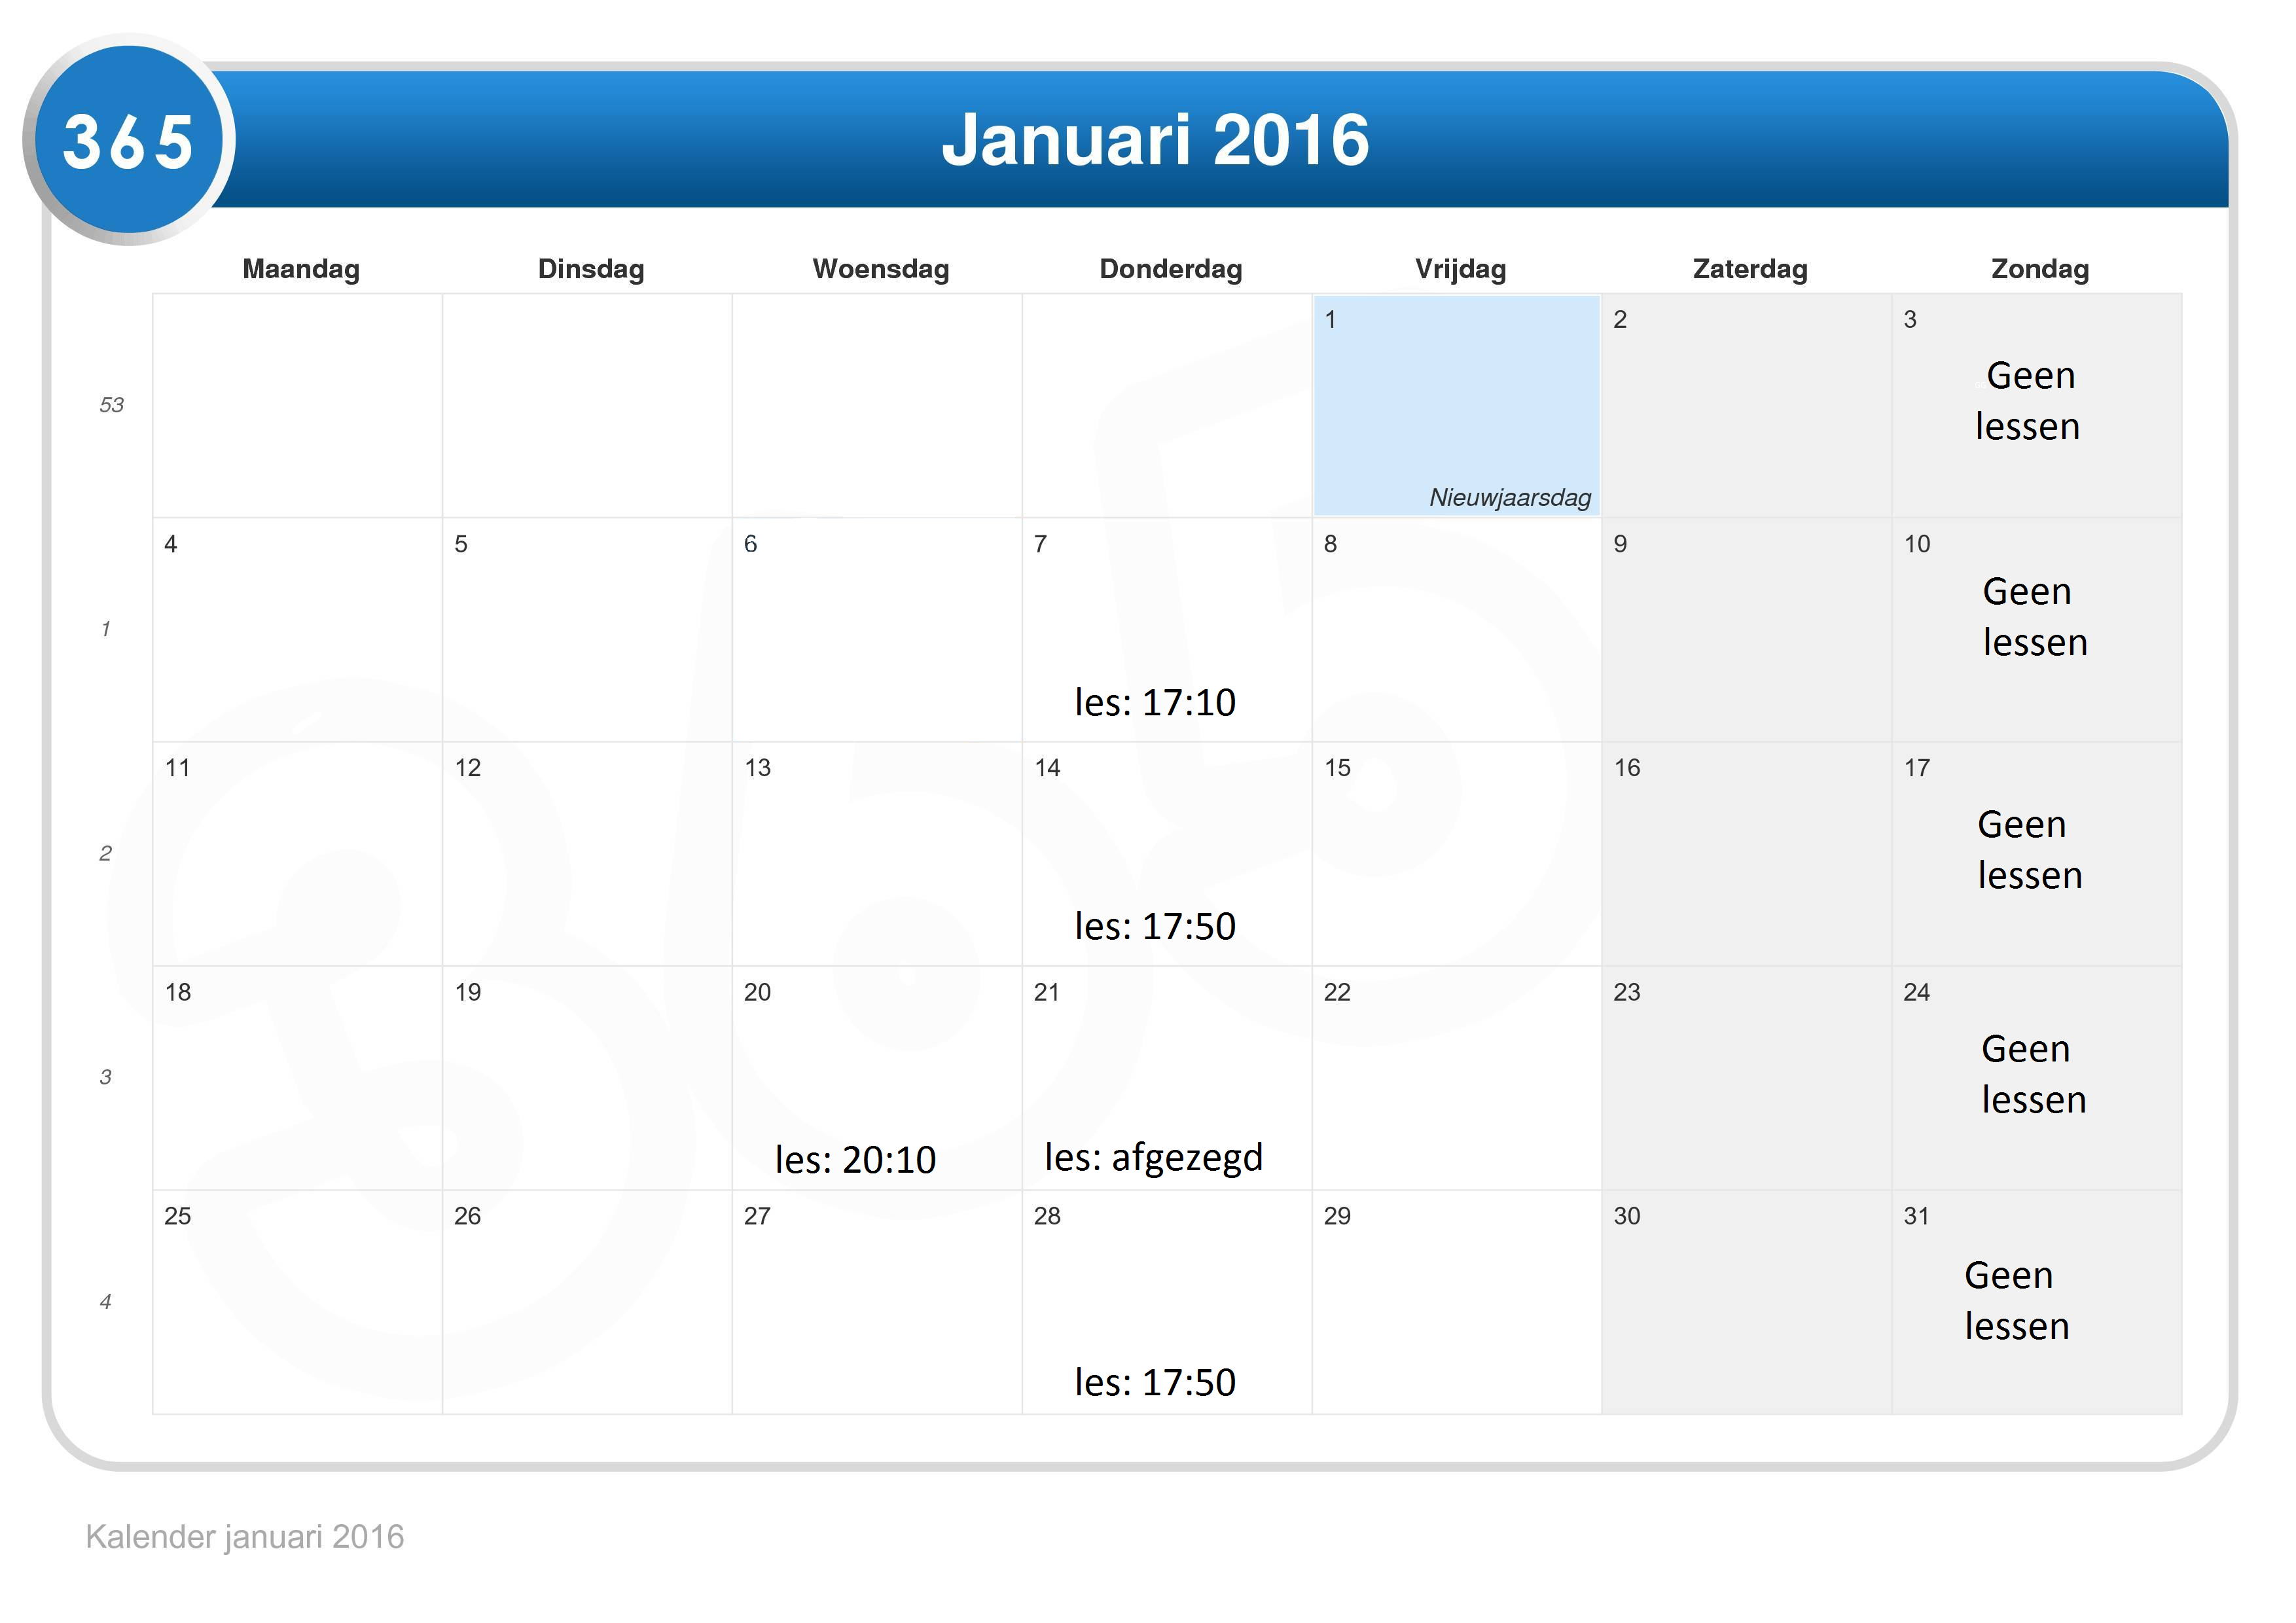 365
Januari 2016
Maandag Dinsdag Woensdag Donderdag Vrijdag Zaterdag Zondag
53
1
Nieuwjaarsdag
2
3
Geen
lessen
1
4
5
6
7
les: 17:10
8
9
10
Geen
lessen
2
11
12
13
14
les: 17:50
15
16
17
Geen
lessen
3
18
19
20
les: 20:10
21
les: afgezegd
22
23
24
Geen
lessen
4
25
26
27
28
les: 17:50
29
30
31
Geen
lessen
Kalender januari 2016